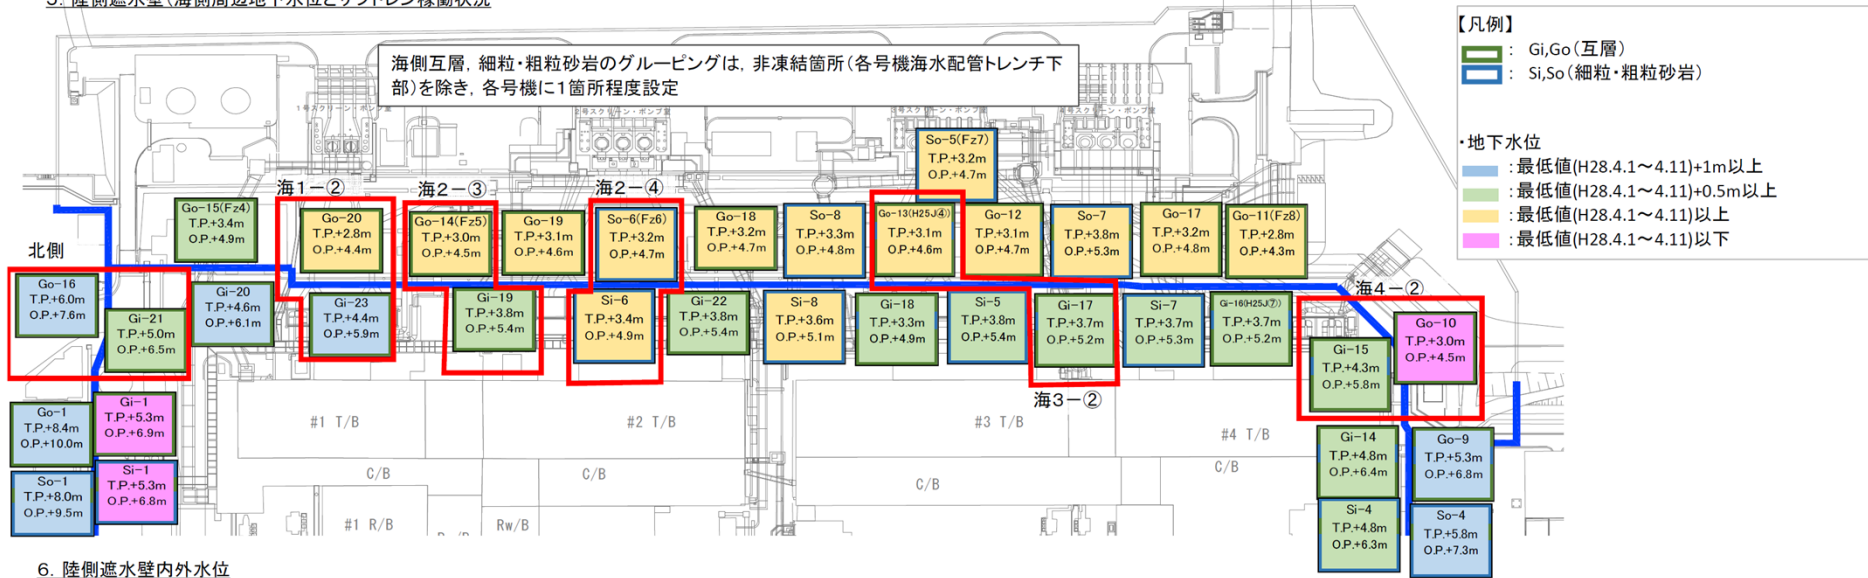 5. 陸側遮水壁(海側周辺地下水位とサブドレン稼働状況
海側互層，細粒・粗粒砂岩のグルーピングは，非凍結箇所（各号機海水配管トレンチ下
部）を除き，各号機に1箇所程度設定
【凡例】
： Gi,Go（互層）
： Si,So（細粒・粗粒砂岩）
・地下水位
：最低値(H28.4.1～4.11)+1m以上
：最低値(H28.4.1～4.11)+0.5m以上
：最低値(H28.4.1～4.11)以上
：最低値(H28.4.1～4.11)以下
So-5(Fz7)
T.P.+3.2m
O.P.+4.7m
海1－②
海2－③
海2－④
Go-15(Fz4)
T.P.+3.4m
O.P.+4.9m
Go-20
T.P.+2.8m
O.P.+4.4m
Go-14(Fz5)
T.P.+3.0m
O.P.+4.5m
Go-19
T.P.+3.1m
O.P.+4.6m
So-6(Fz6)
T.P.+3.2m
O.P.+4.7m
Go-18
T.P.+3.2m
O.P.+4.7m
So-8
T.P.+3.3m
O.P.+4.8m
Go-13(H25J④)
T.P.+3.1m
O.P.+4.6m
Go-12
T.P.+3.1m
O.P.+4.7m
So-7
T.P.+3.8m
O.P.+5.3m
Go-17
T.P.+3.2m
O.P.+4.8m
Go-11(Fz8)
T.P.+2.8m
O.P.+4.3m
北側
Go-16
T.P.+6.0m
O.P.+7.6m
Gi-21
T.P.+5.0m
O.P.+6.5m
Gi-20
T.P.+4.6m
O.P.+6.1m
Gi-23
T.P.+4.4m
O.P.+5.9m
Gi-19
T.P.+3.8m
O.P.+5.4m
Si-6
T.P.+3.4m
O.P.+4.9m
Gi-22
T.P.+3.8m
O.P.+5.4m
Si-8
T.P.+3.6m
O.P.+5.1m
Gi-18
T.P.+3.3m
O.P.+4.9m
Si-5
T.P.+3.8m
O.P.+5.4m
Gi-17
T.P.+3.7m
O.P.+5.2m
Si-7
T.P.+3.7m
O.P.+5.3m
Gi-16(H25J⑦)
T.P.+3.7m
O.P.+5.2m
海4－②
Gi-15
T.P.+4.3m
O.P.+5.8m
Go-10
T.P.+3.0m
O.P.+4.5m
海3－②
Go-1
T.P.+8.4m
O.P.+10.0m
Gi-1
T.P.+5.3m
O.P.+6.9m
So-1
T.P.+8.0m
O.P.+9.5m
Si-1
T.P.+5.3m
O.P.+6.8m
#1 T/B
#2 T/B
#3 T/B
#4 T/B
C/B
C/B
C/B
C/B
#1 R/B
Rw/B
Gi-14
T.P.+4.8m
O.P.+6.4m
Go-9
T.P.+5.3m
O.P.+6.8m
Si-4
T.P.+4.8m
O.P.+6.3m
So-4
T.P.+5.8m
O.P.+7.3m
6. 陸側遮水壁内外水位